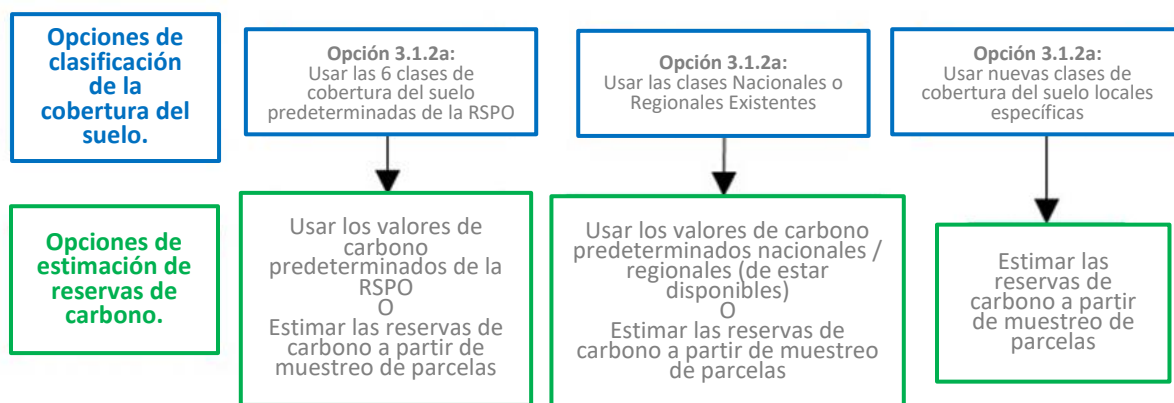 Opciones de
clasificación
de la
cobertura del
suelo.
Opción 3.1.2a:
Usar las 6 clases de
cobertura del suelo
predeterminadas de la RSPO
Opción 3.1.2a:
Usar las clases Nacionales o
Regionales Existentes
Opción 3.1.2a:
Usar nuevas clases de
cobertura del suelo locales
específicas
Opciones de
estimación de
reservas de
carbono.
Usar los valores de
carbono
predeterminados de la
RSPO
O
Estimar las reservas de
carbono a partir de
muestreo de parcelas
Usar los valores de carbono
predeterminados nacionales /
regionales (de estar
disponibles)
O
Estimar las reservas de
carbono a partir de muestreo
de parcelas
Estimar las
reservas de
carbono a partir
de muestreo de
parcelas